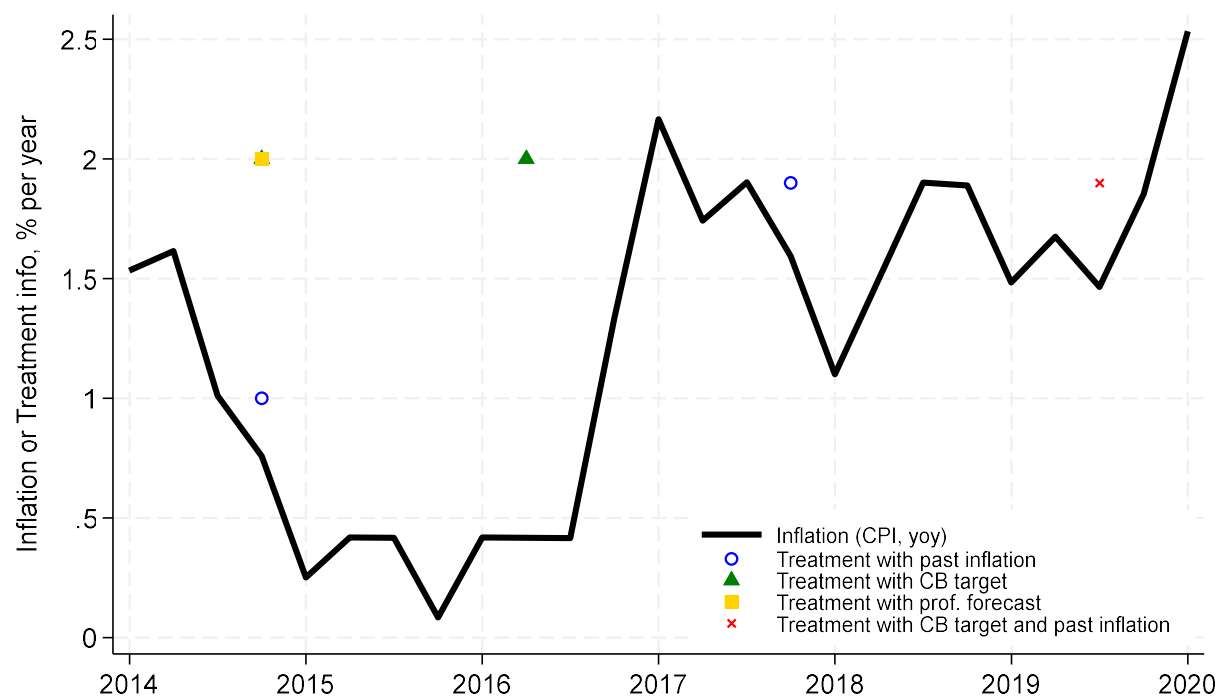 Inflation or Treatment info, % per year
2.5
2
1.5
1
.5
0
Inflation (CPI, yoy)
Treatment with past inflation
Treatment with CB target
Treatment with prof. forecast
Treatment with CB target and past inflation
2014 2015 2016 2017 2018 2019 2020